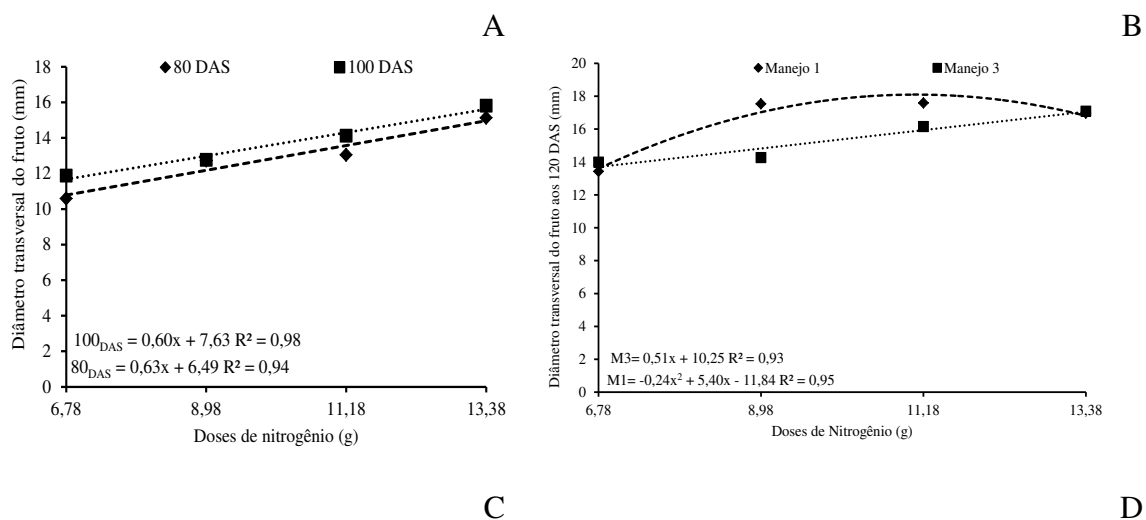 A
80 DAS 100 DAS
Diâmetro transversal do fruto (mm)
18
16
14
12
10
8
6
4
2
0
100DAS = 0,60x + 7,63 R² = 0,98
80DAS = 0,63x + 6,49 R² = 0,94
6,78 8,98 11,18 13,38
Doses de nitrogênio (g)
B
Manejo 1 Manejo 3
Diâmetro transversal do fruto aos 120 DAS (mm)
20
18
16
14
12
10
8
6
4
2
0
M3= 0,51x + 10,25 R² = 0,93
M1= -0,24x² + 5,40x - 11,84 R² = 0,95
6,78 8,98 11,18 13,38
Doses de Nitrogênio (g)
C
D